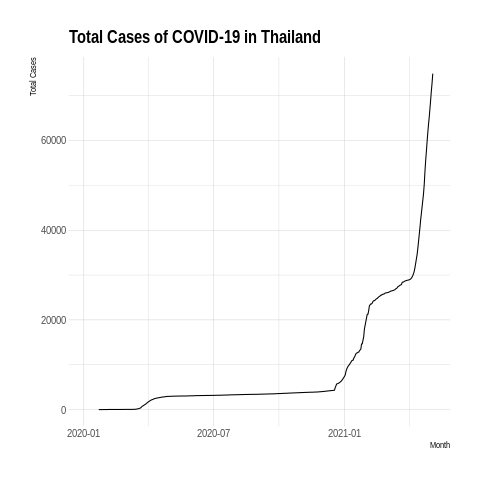 Total Cases of COVID-19 in Thailand
Total Cases
60000
40000
20000
0
2020-01 2020-07 2021-01
Month